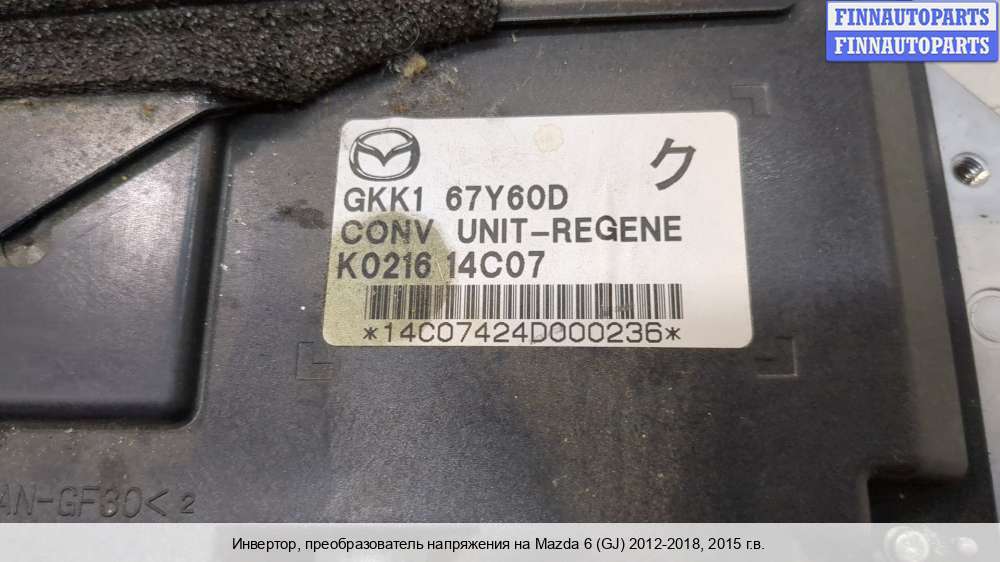 FINNAUTOPARTS
FINNAUTOPARTS
ク
GKK1 67Y60D
CONV UNIT-REGENE
K0216 14C07
*14C07424D000236*
AN-GF30< 2
Инвертор, преобразователь напряжения на Mazda 6 (GJ) 2012-2018, 2015 г.в.